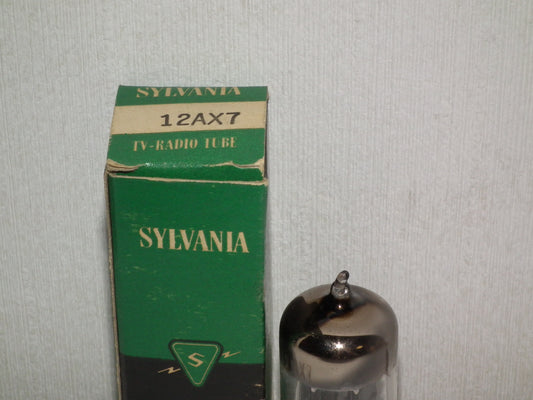 SYLVANIA
12AX7
TV-RADIO TUBE
SYLVANIA
S